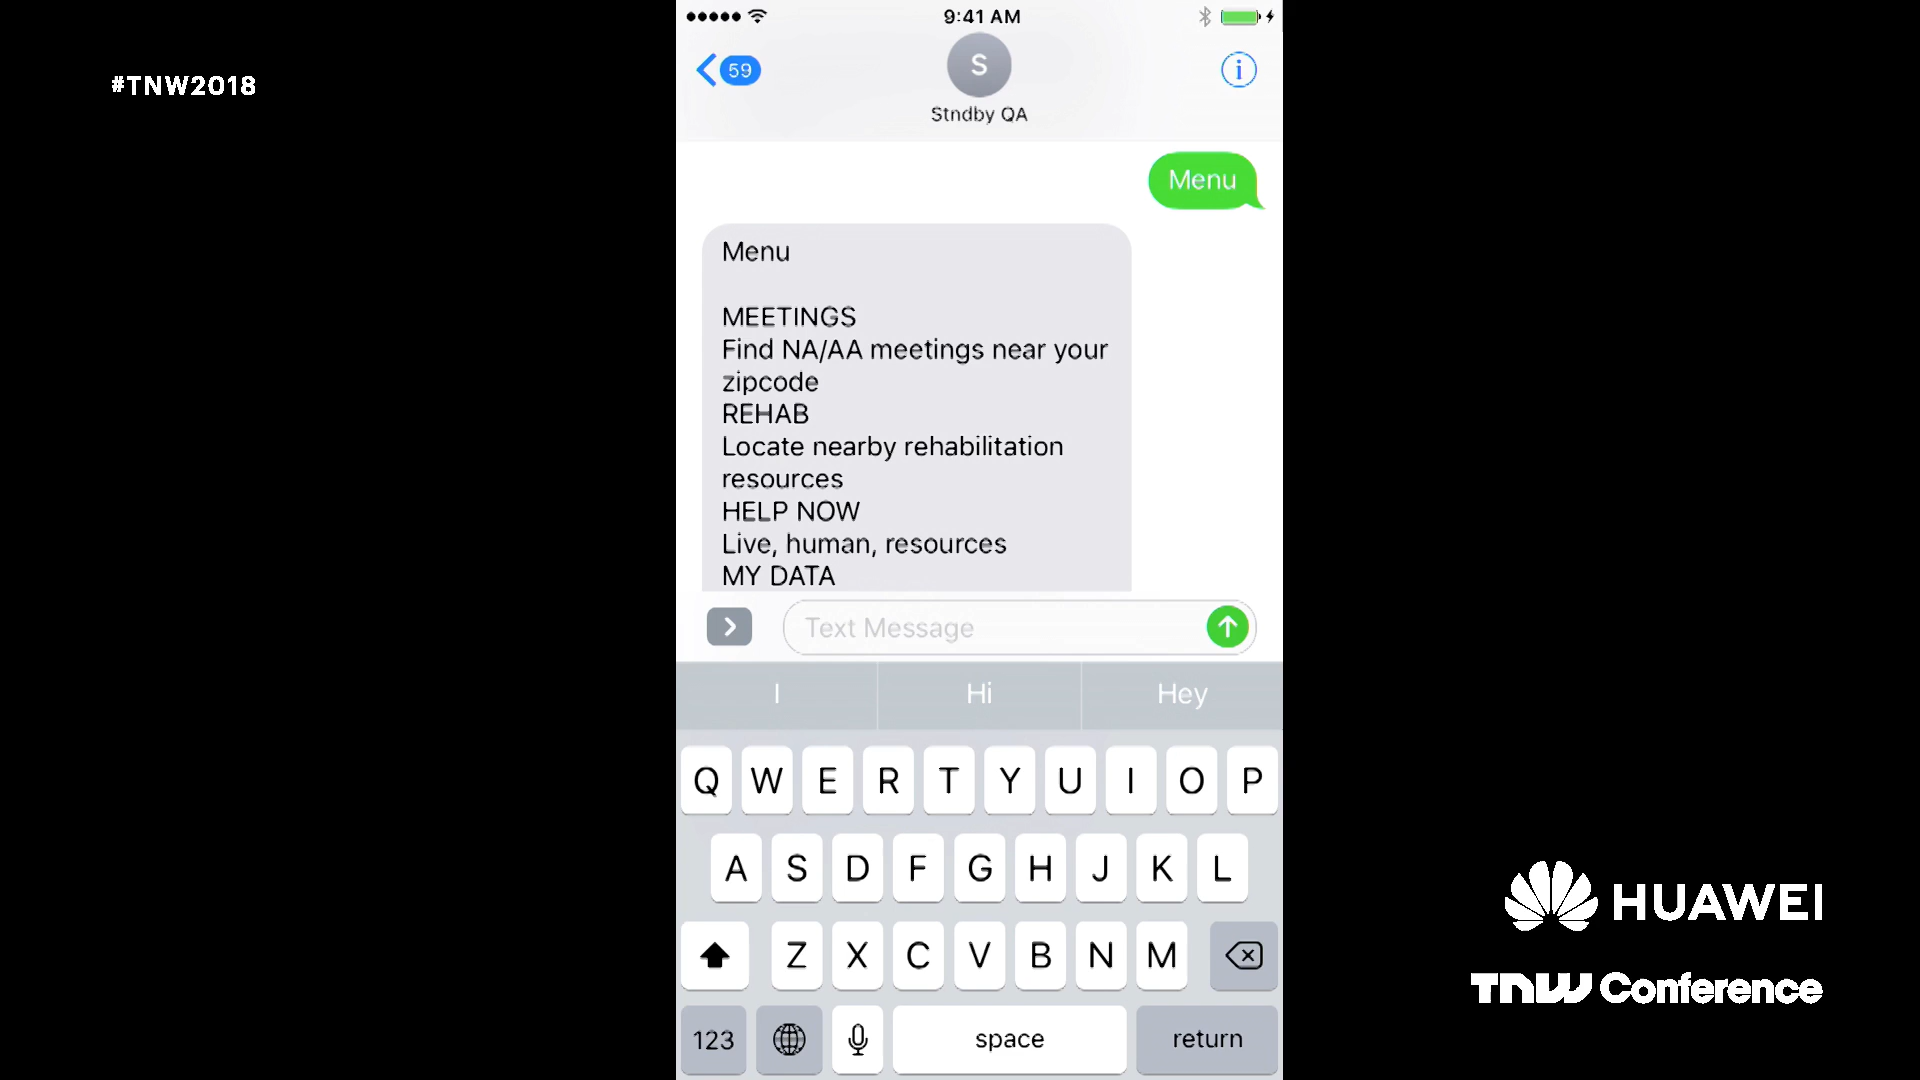 #TNW2018
9:41 AM
59
S
Stndby QA
Menu
Menu
MEETINGS
Find NA/AA meetings near your
zipcode
REHAB
Locate nearby rehabilitation
resources
HELP NOW
Live, human, resources
MY DATA
Text Message
I Hi Hey
Q W E R T Y U I O P
A S D F G H J K L
Z X C V B N M
123 space return
HUAWEI
TNW Conference